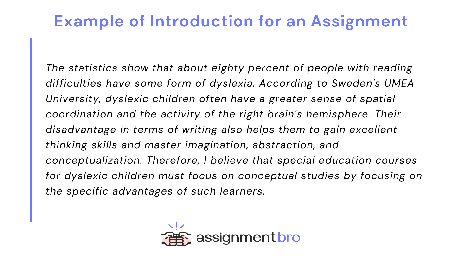 Example of Introduction for an Assignment
The statistics show that about eighty percent of people with reading
difficulties have some form of dyslexia. According to Sweden's UMEA
University, dyslexic children often have a greater sense of spatial
coordination and the activity of the right brain's hemisphere. Their
disadvantage in terms of writing also helps them to gain excellent
thinking skills and master imagination, abstraction, and
conceptualization. Therefore, I believe that special education courses
for dyslexic children must focus on conceptual studies by focusing on
the specific advantages of such learners.
assignmentbro